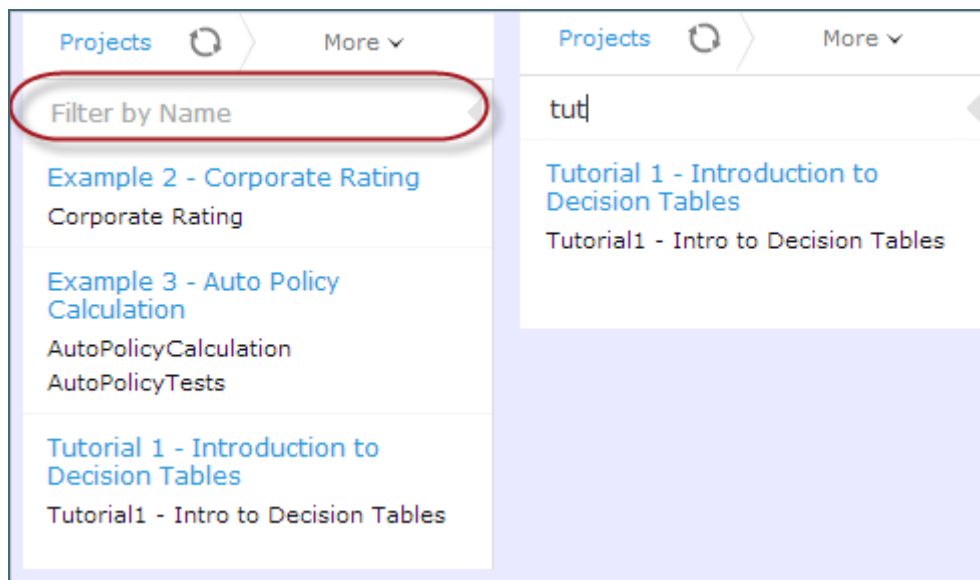 Projects More
Filter by Name
Example 2 - Corporate Rating
Corporate Rating
Example 3 - Auto Policy
Calculation
AutoPolicyCalculation
AutoPolicyTests
Tutorial 1 - Introduction to
Decision Tables
Tutorial1 - Intro to Decision Tables
Projects More
tut
Tutorial 1 - Introduction to
Decision Tables
Tutorial1 - Intro to Decision Tables